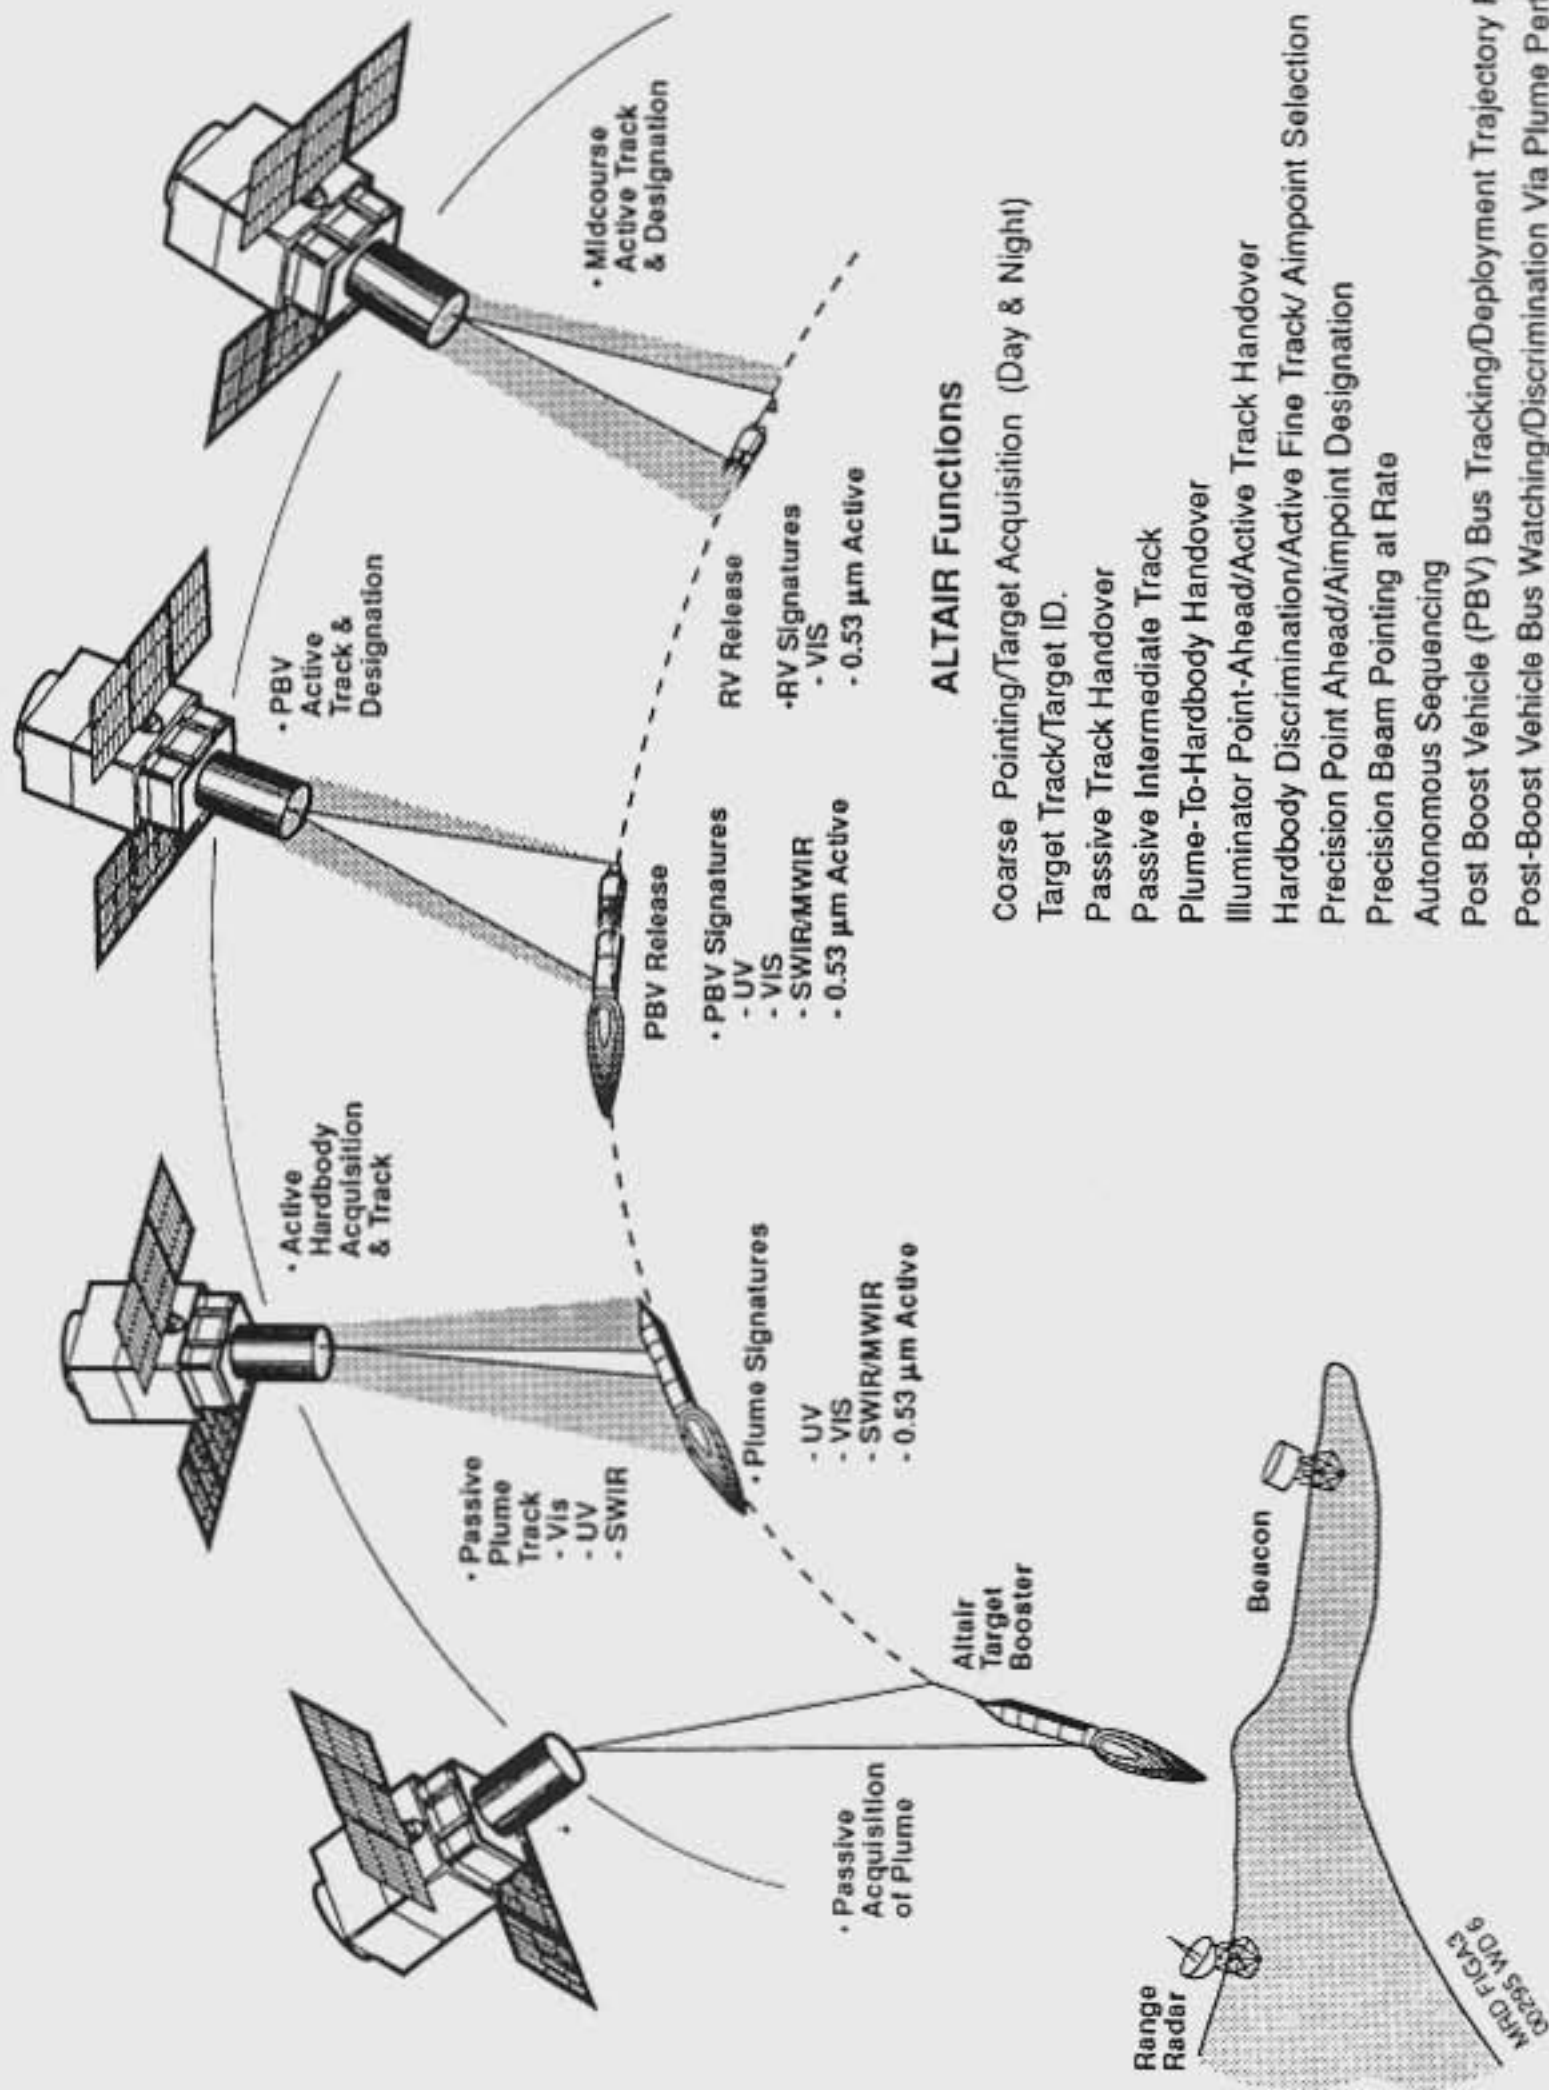 • Passive
Acquisition
of Plume
• Passive
Plume
Track
- Vis
- UV
- SWIR
• Active
Hardbody
Acquisition
& Track
• PBV
Active
Track &
Designation
• Midcourse
Active Track
& Designation
Altair
Target
Booster
• Plume Signatures
- UV
- VIS
- SWIR/MWIR
- 0.53 µm Active
PBV Release
• PBV Signatures
- UV
- VIS
- SWIR/MWIR
- 0.53 µm Active
RV Release
•RV Signatures
- VIS
- 0.53 µm Active
Range
Radar
Beacon
MRD FIGA3
00295 WD 6
ALTAIR Functions
Coarse Pointing/Target Acquisition (Day & Night)
Target Track/Target ID.
Passive Track Handover
Passive Intermediate Track
Plume-To-Hardbody Handover
Illuminator Point-Ahead/Active Track Handover
Hardbody Discrimination/Active Fine Track/ Aimpoint Selection
Precision Point Ahead/Aimpoint Designation
Precision Beam Pointing at Rate
Autonomous Sequencing
Post Boost Vehicle (PBV) Bus Tracking/Deployment Trajectory
Post-Boost Vehicle Bus Watching/Discrimination Via Plume